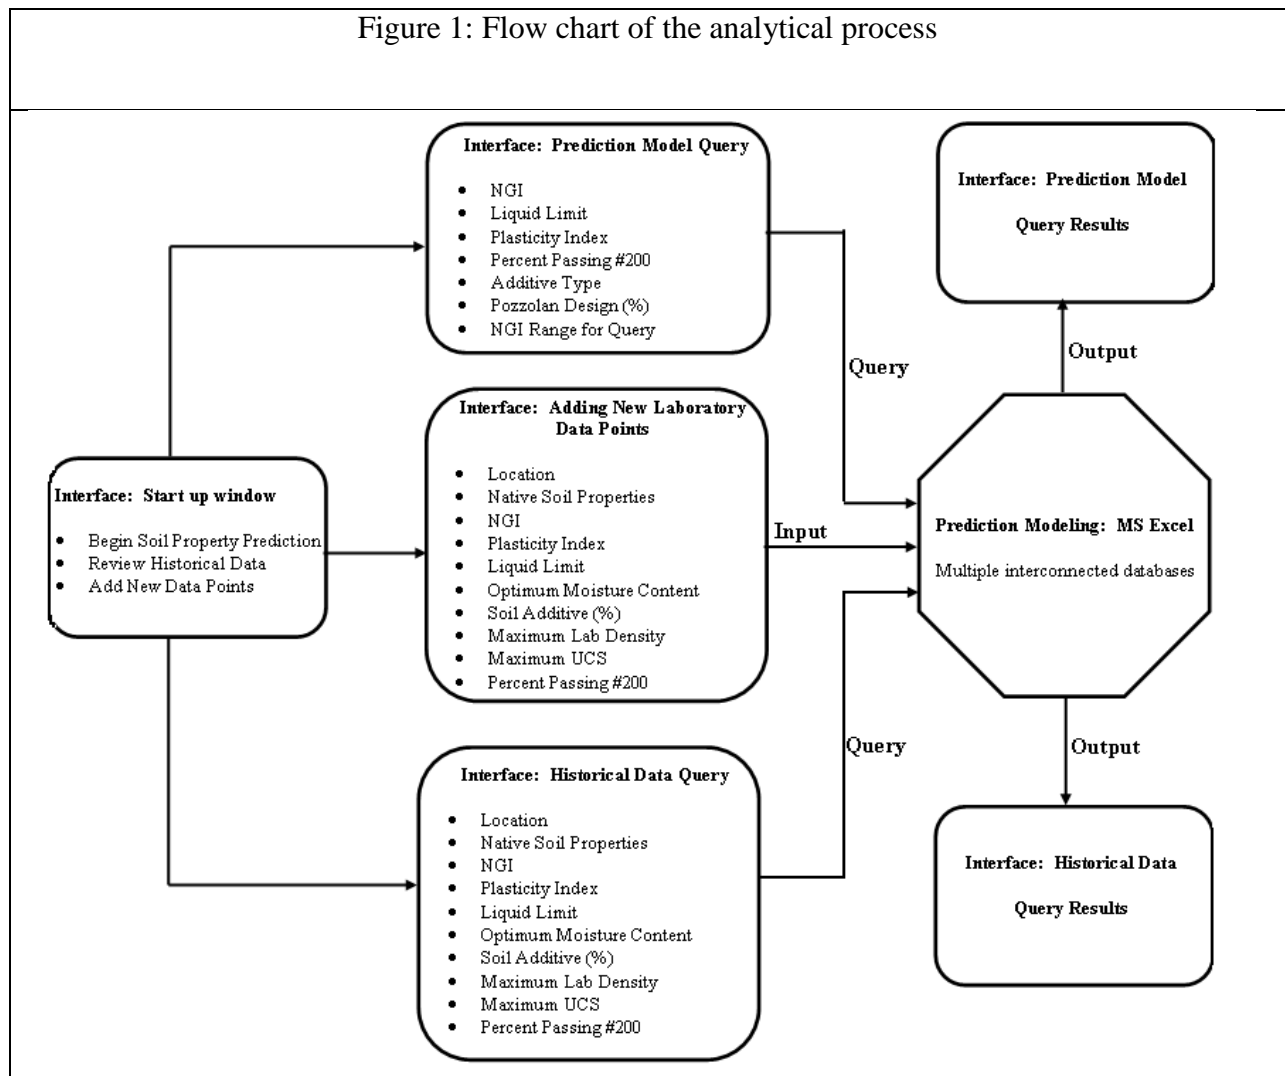 Figure 1: Flow chart of the analytical process
Interface: Prediction Model Query
• NGI
• Liquid Limit
• Plasticity Index
• Percent Passing #200
• Additive Type
• Pozzolan Design (%)
• NGI Range for Query
Interface: Prediction Model
Query Results
Query
Output
Interface: Adding New Laboratory
Data Points
• Location
• Native Soil Properties
• NGI
• Plasticity Index
• Liquid Limit
• Optimum Moisture Content
• Soil Additive (%)
• Maximum Lab Density
• Maximum UCS
• Percent Passing #200
Interface: Start up window
• Begin Soil Property Prediction
• Review Historical Data
• Add New Data Points
Input
Prediction Modeling: MS Excel
Multiple interconnected databases
Query
Output
Interface: Historical Data Query
• Location
• Native Soil Properties
• NGI
• Plasticity Index
• Liquid Limit
• Optimum Moisture Content
• Soil Additive (%)
• Maximum Lab Density
• Maximum UCS
• Percent Passing #200
Interface: Historical Data
Query Results